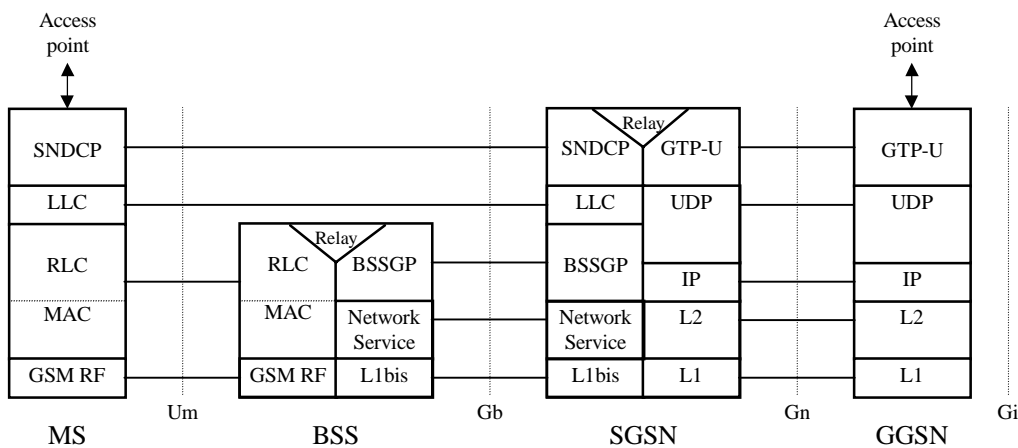 Access
point
Access
point
Relay
SNDCP
SNDCP
GTP-U
GTP-U
LLC
LLC
UDP
UDP
Relay
RLC
RLC
BSSGP
BSSGP
IP
IP
MAC
MAC
Network
Service
Network
Service
L2
L2
GSM RF
GSM RF
L1bis
L1bis
L1
L1
Um
Gb
Gn
Gi
MS
BSS
SGSN
GGSN